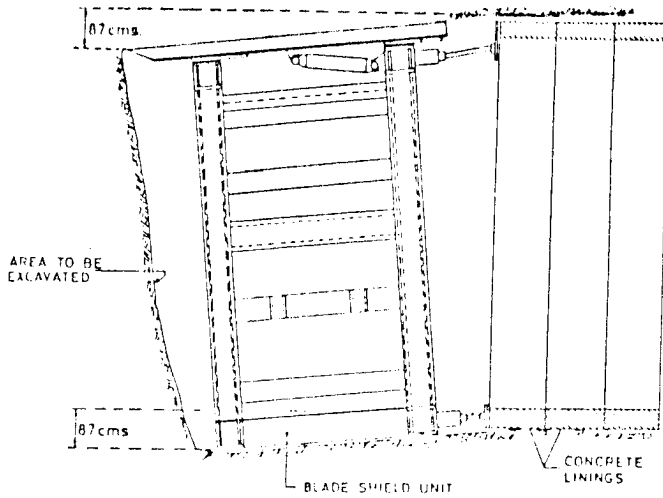 87cms.
AREA TO BE
EXCAVATED
87cms
BLADE SHIELD UNIT
CONCRETE
LININGS